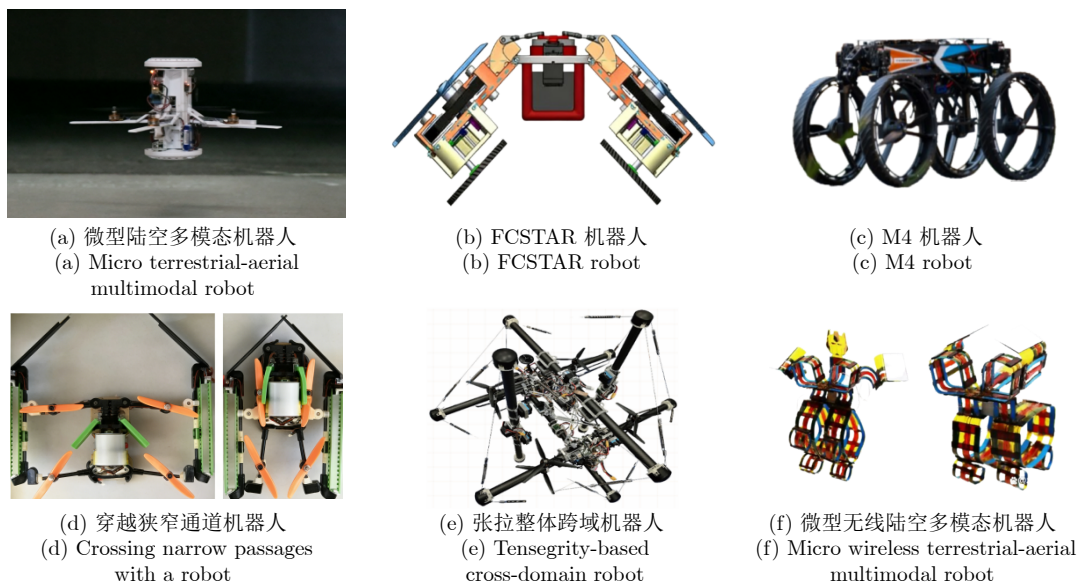 (a) 微型陆空多模态机器人
(a) Micro terrestrial-aerial
multimodal robot
(b) FCSTAR 机器人
(b) FCSTAR robot
(c) M4 机器人
(c) M4 robot
(d) 穿越狭窄通道机器人
(d) Crossing narrow passages
with a robot
(e) 张拉整体跨域机器人
(e) Tensegrity-based
cross-domain robot
(f) 微型无线陆空多模态机器人
(f) Micro wireless terrestrial-aerial
multimodal robot